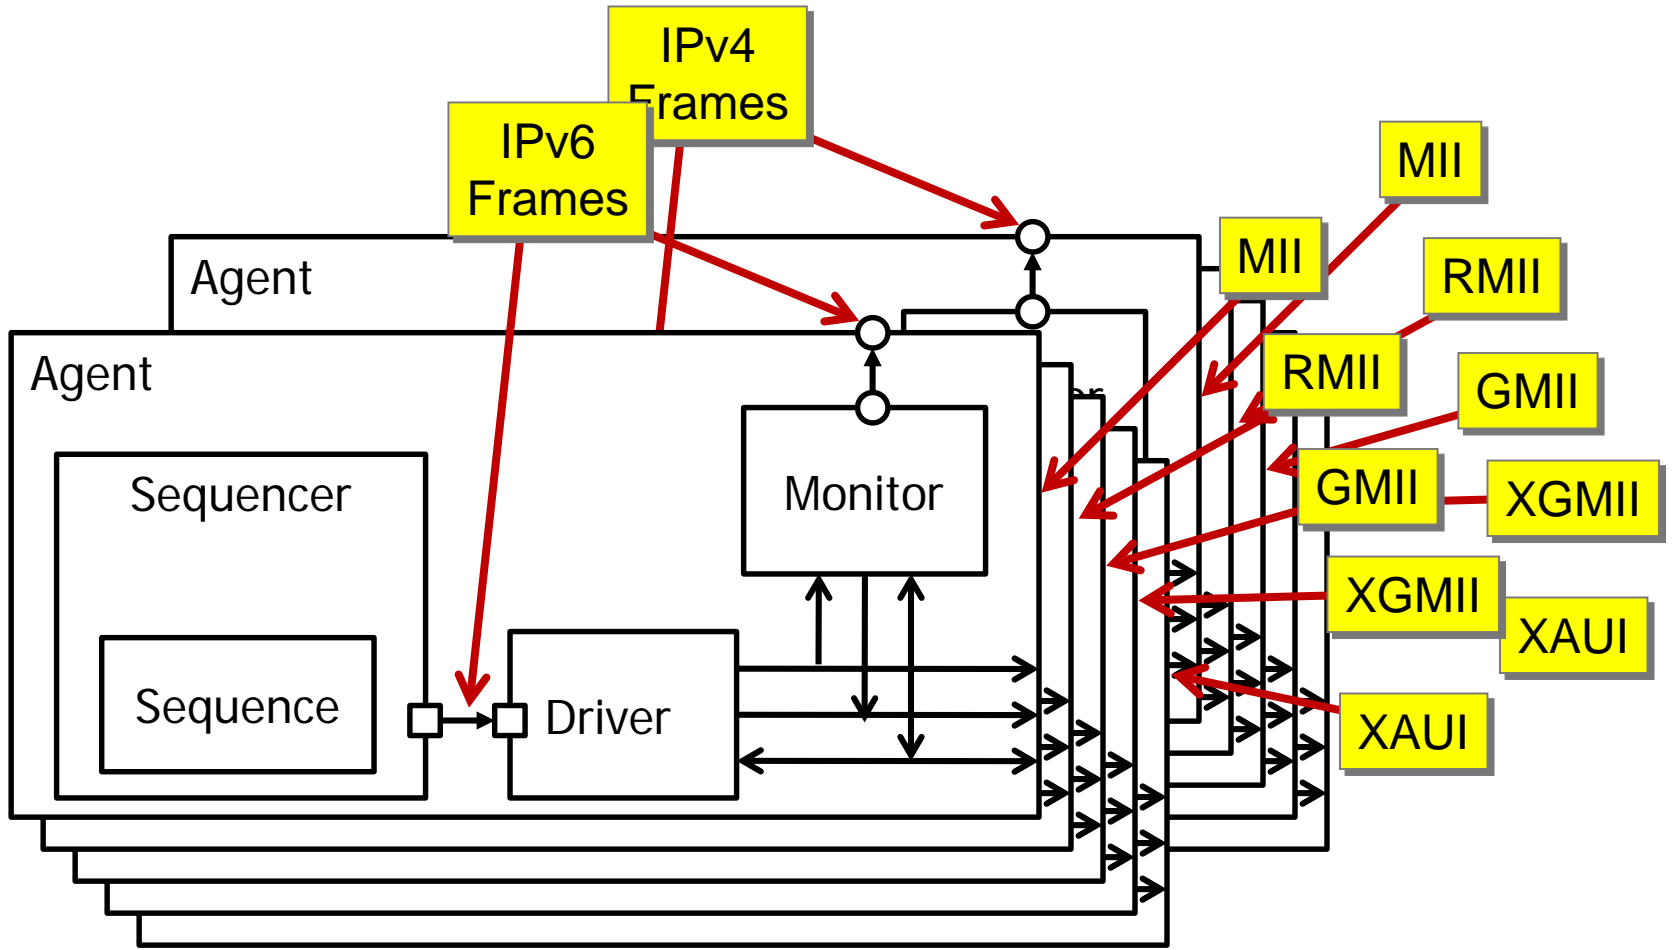 IPv4
Frames
IPv6
Frames
MII
MII
RMII
Agent
RMII
Agent
GMII
Sequencer
Monitor
GMII
XGMII
XGMII
XAUI
Sequence
Driver
XAUI